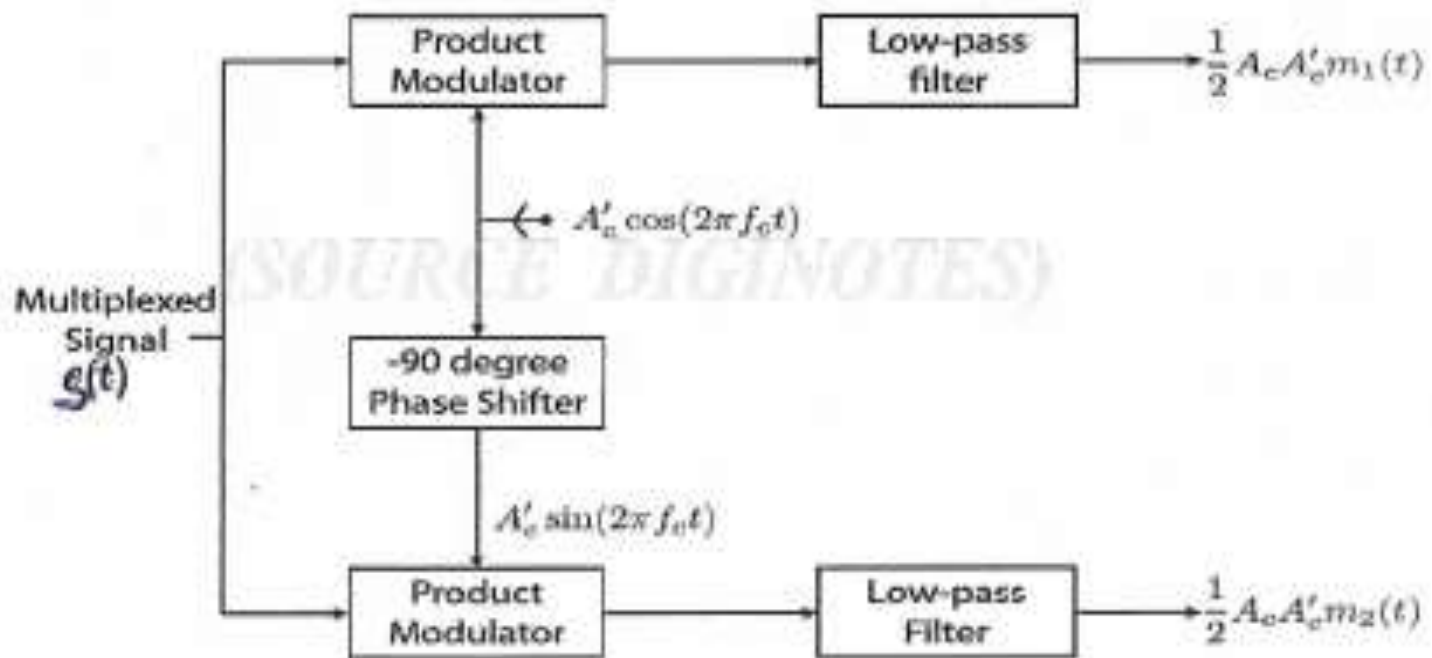 Product
Modulator
Low-pass
filter
1/2 A_c A'_c m_1(t)
A'_c cos(2πf_c t)
(SOURCE DIGINOTES)
Multiplexed
Signal
s(t)
-90 degree
Phase Shifter
A'_c sin(2πf_c t)
Product
Modulator
Low-pass
Filter
1/2 A_c A'_c m_2(t)